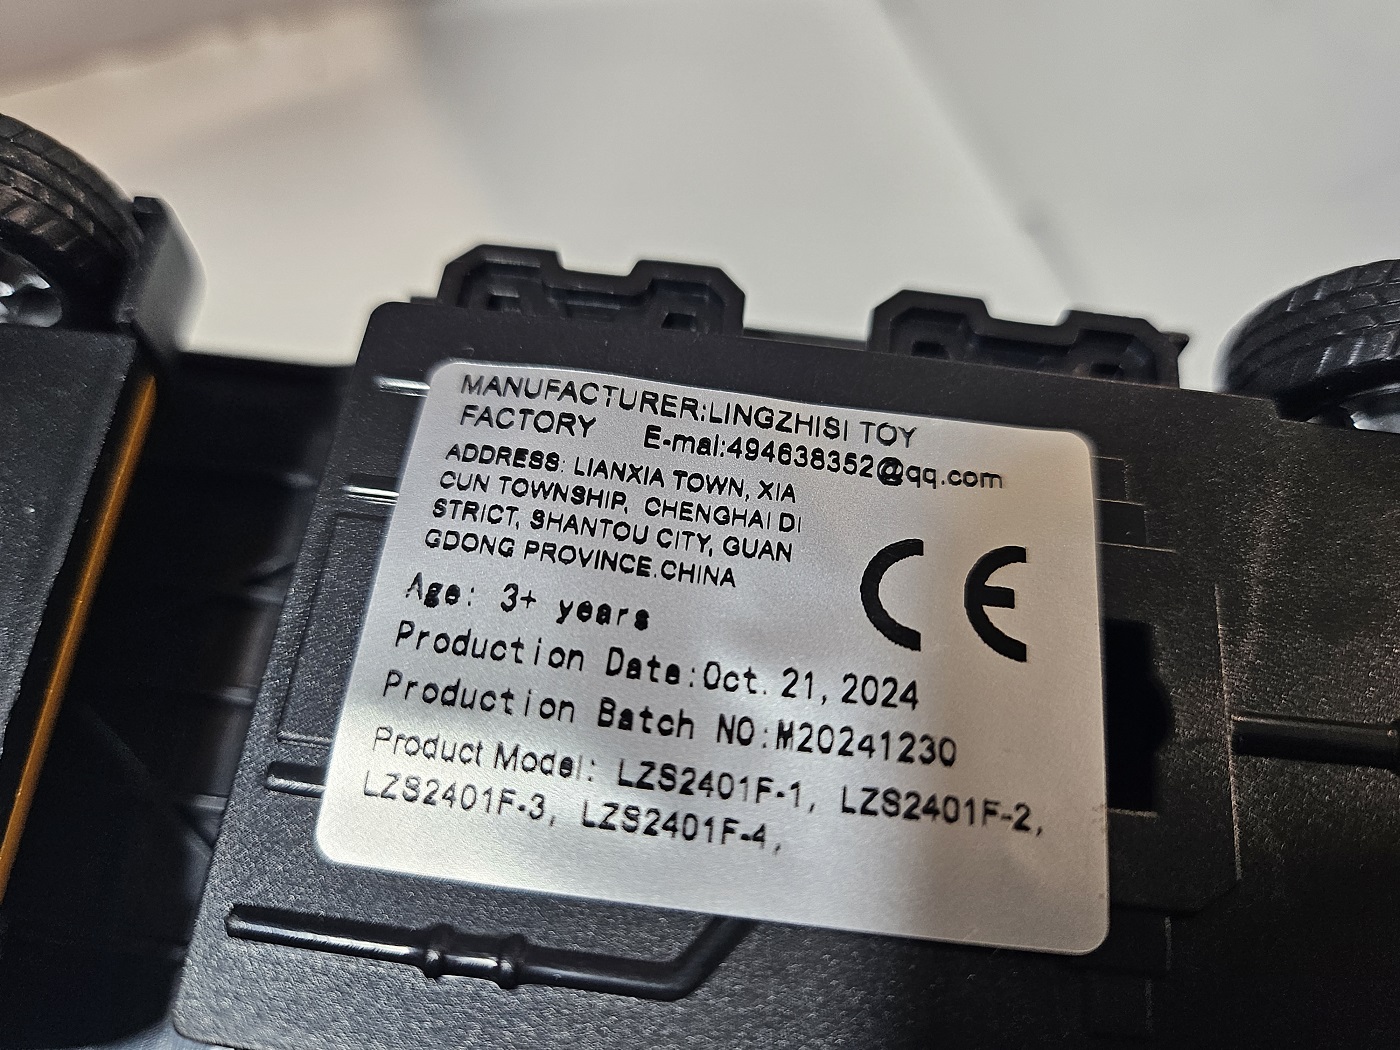 MANUFACTURER:LINGZHISI TOY
FACTORY E-mal:494638352@qq.com
ADDRESS: LIANXIA TOWN, XIA
CUN TOWNSHIP, CHENGHAI DI
STRICT, SHANTOU CITY, GUAN
GDONG PROVINCE.CHINA
CE
Age: 3+ years
Production Date:Oct. 21, 2024
Production Batch NO:M20241230
Product Model: LZS2401F-1, LZS2401F-2,
LZS2401F-3, LZS2401F-4,